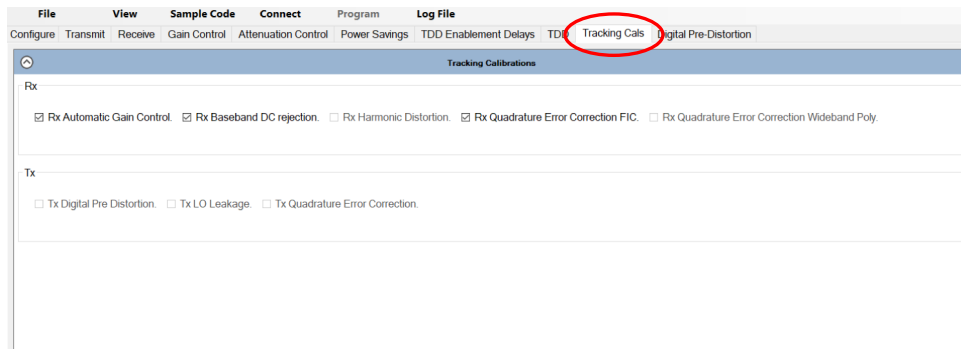 File View Sample Code Connect Program Log File
Configure Transmit Receive Gain Control Attenuation Control Power Savings TDD Enablement Delays TDD Tracking Cals Digital Pre-Distortion
Tracking Calibrations
Rx
Rx Automatic Gain Control. Rx Baseband DC rejection. Rx Harmonic Distortion. Rx Quadrature Error Correction FIC. Rx Quadrature Error Correction Wideband Poly.
Tx
Tx Digital Pre Distortion. Tx LO Leakage. Tx Quadrature Error Correction.